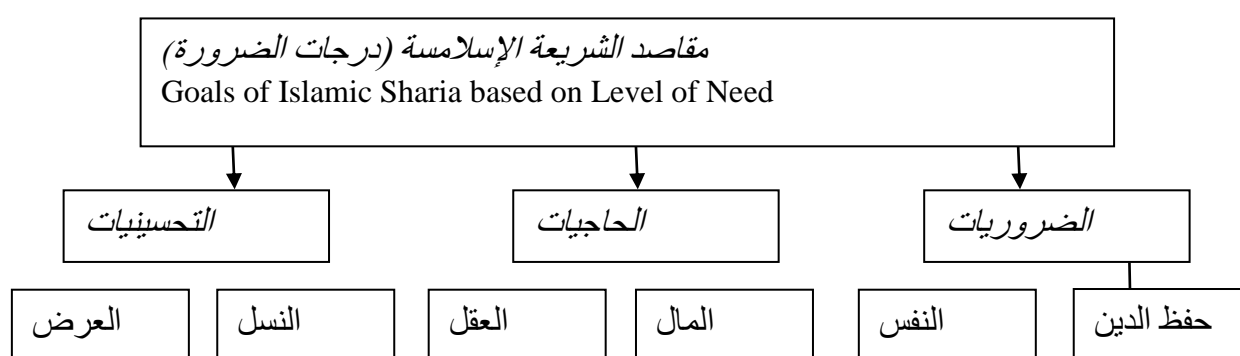 مقاصد الشريعة الإسلامسة (درجات الضرورة)
Goals of Islamic Sharia based on Level of Need
الضروريات
الحاجيات
التحسينيات
حفظ الدين
النفس
المال
العقل
النسل
العرض